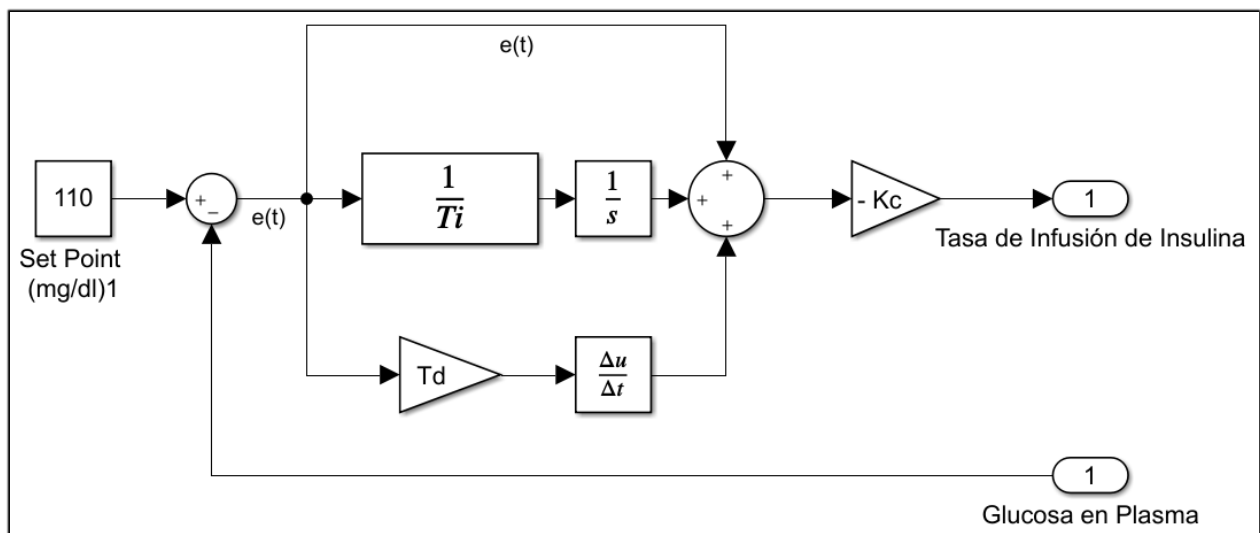 e(t)
110
+
−
e(t)
Set Point
(mg/dl)1
1
Ti
1
s
+
+
+
- Kc
1
Tasa de Infusión de Insulina
Td
Δu
Δt
1
Glucosa en Plasma